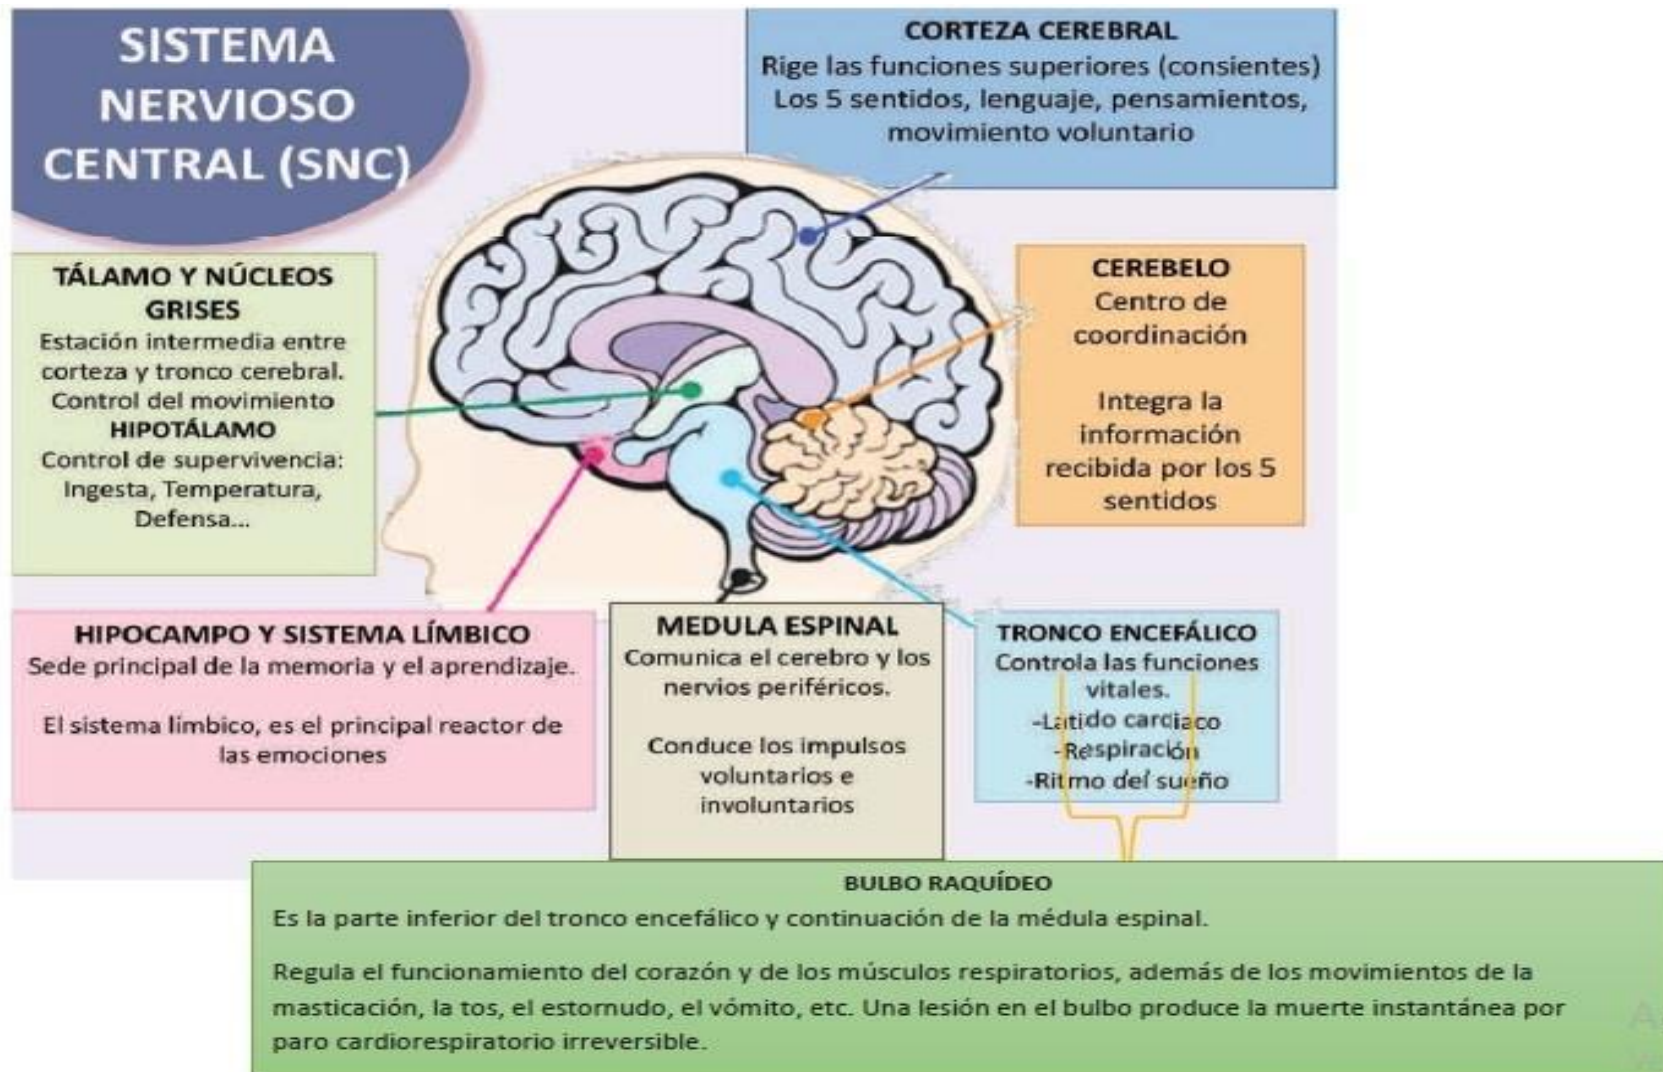 SISTEMA
NERVIOSO
CENTRAL (SNC)
CORTEZA CEREBRAL
Rige las funciones superiores (consientes)
Los 5 sentidos, lenguaje, pensamientos,
movimiento voluntario
TÁLAMO Y NÚCLEOS
GRISES
Estación intermedia entre
corteza y tronco cerebral.
Control del movimiento
HIPOTÁLAMO
Control de supervivencia:
Ingesta, Temperatura,
Defensa...
CEREBELO
Centro de
coordinación
Integra la
información
recibida por los 5
sentidos
HIPOCAMPO Y SISTEMA LÍMBICO
Sede principal de la memoria y el aprendizaje.
El sistema límbico, es el principal reactor de
las emociones
MEDULA ESPINAL
Comunica el cerebro y los
nervios periféricos.
Conduce los impulsos
voluntarios e
involuntarios
TRONCO ENCEFÁLICO
Controla las funciones
vitales.
-Latido cardiaco
-Respiración
-Ritmo del sueño
BULBO RAQUÍDEO
Es la parte inferior del tronco encefálico y continuación de la médula espinal.
Regula el funcionamiento del corazón y de los músculos respiratorios, además de los movimientos de la
masticación, la tos, el estornudo, el vómito, etc. Una lesión en el bulbo produce la muerte instantánea por
paro cardiorespiratorio irreversible.